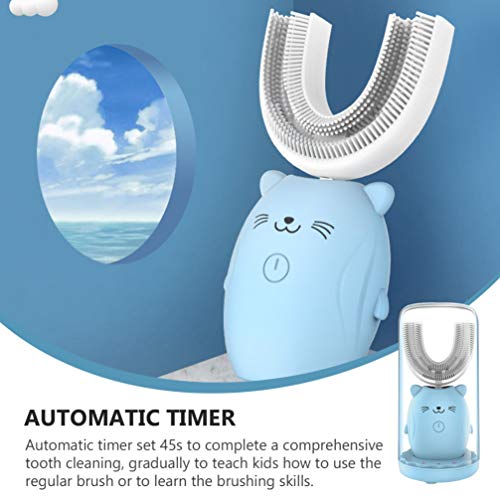 AUTOMATIC TIMER
Automatic timer set 45s to complete a comprehensive
tooth cleaning, gradually to teach kids how to use the
regular brush or to learn the brushing skills.